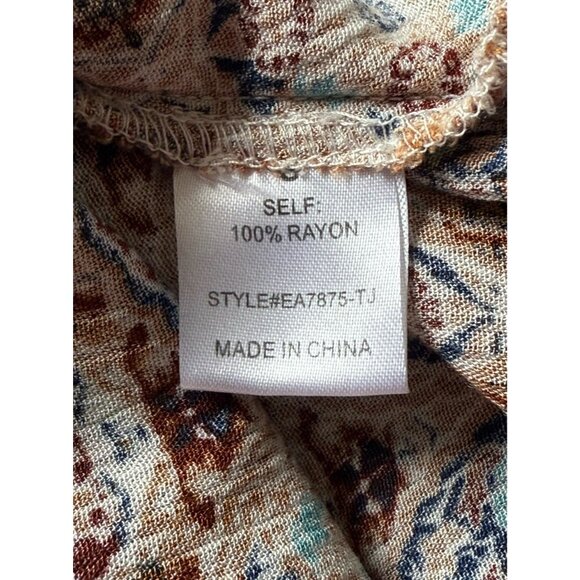 SELF:
100% RAYON
STYLE#EA7875-TJ
MADE IN CHINA